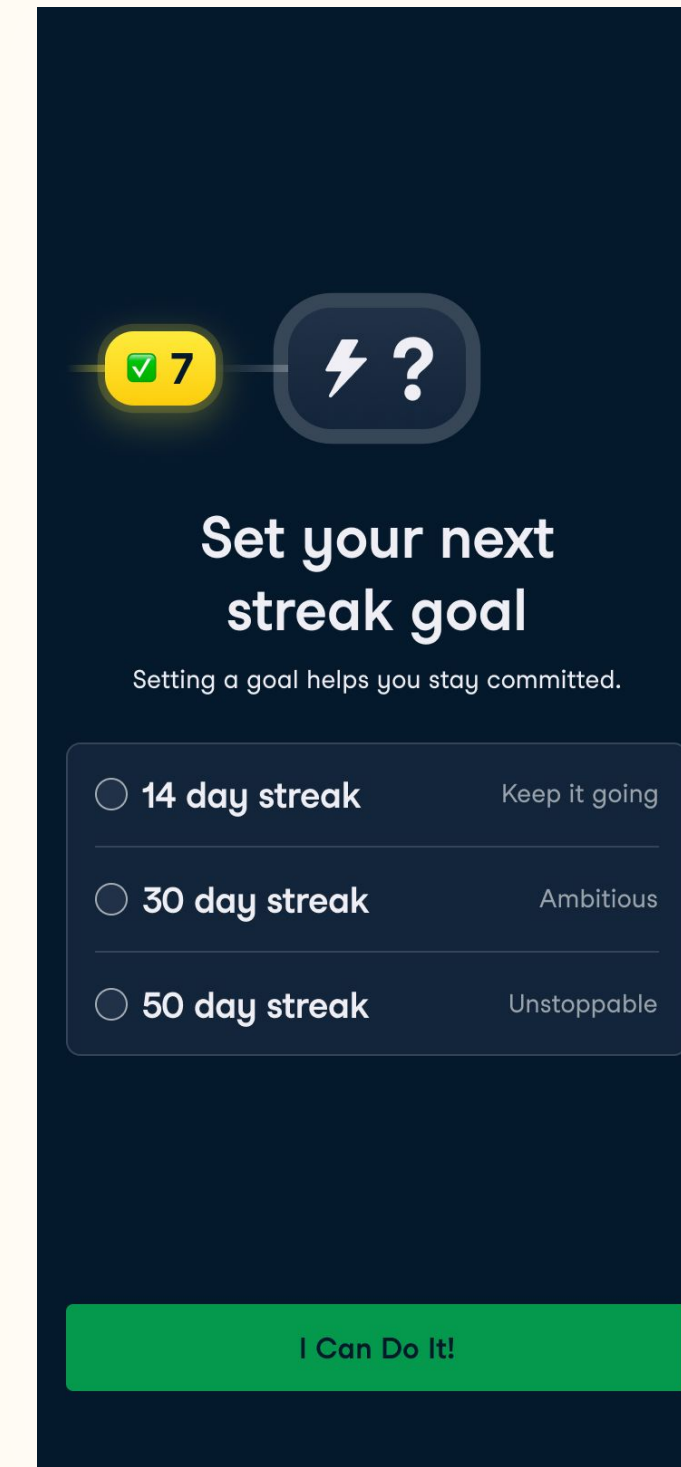 ✅ 7
⚡ ?
Set your next
streak goal
Setting a goal helps you stay committed.
14 day streak Keep it going
30 day streak Ambitious
50 day streak Unstoppable
I Can Do It!